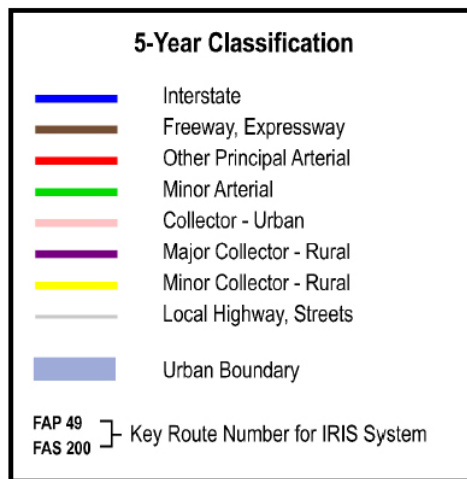 5-Year Classification
Interstate
Freeway, Expressway
Other Principal Arterial
Minor Arterial
Collector - Urban
Major Collector - Rural
Minor Collector - Rural
Local Highway, Streets
Urban Boundary
FAP 49
FAS 200
Key Route Number for IRIS System